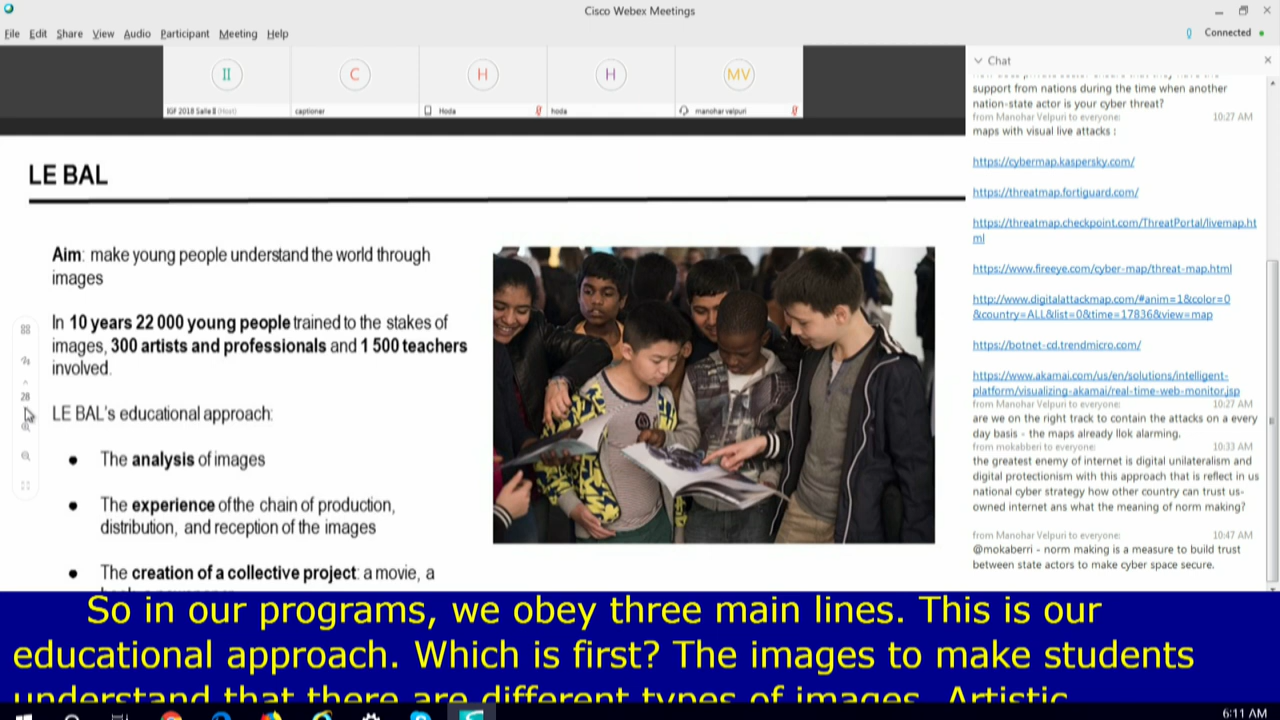 Cisco Webex Meetings
File Edit Share View Audio Participant Meeting Help
Connected
II
C
H
H
MV
IGF 2018 Salle II (Host)
captioner
Hoda
hoda
manohar velpuri
LE BAL
Aim: make young people understand the world through
images
In 10 years 22 000 young people trained to the stakes of
images, 300 artists and professionals and 1 500 teachers
involved.
LE BAL's educational approach:
● The analysis of images
● The experience of the chain of production,
distribution, and reception of the images
● The creation of a collective project: a movie, a
28
Chat
support from nations during the time when another
nation-state actor is your cyber threat?
from Manohar Velpuri to everyone: 10:27 AM
maps with visual live attacks :
https://cybermap.kaspersky.com/
https://threatmap.fortiguard.com/
https://threatmap.checkpoint.com/ThreatPortal/livemap.ht
ml
https://www.fireeye.com/cyber-map/threat-map.html
http://www.digitalattackmap.com/#anim=1&color=0
&country=ALL&list=0&time=17836&view=map
https://botnet-cd.trendmicro.com/
https://www.akamai.com/us/en/solutions/intelligent-
platform/visualizing-akamai/real-time-web-monitor.jsp
from Manohar Velpuri to everyone: 10:27 AM
are we on the right track to contain the attacks on a every
day basis - the maps already llok alarming.
from mokabberi to everyone: 10:33 AM
the greatest enemy of internet is digital unilateralism and
digital protectionism with this approach that is reflect in us
national cyber strategy how other country can trust us-
owned internet ans what the meaning of norm making?
from Manohar Velpuri to everyone: 10:47 AM
@mokaberri - norm making is a measure to build trust
between state actors to make cyber space secure.
So in our programs, we obey three main lines. This is our
educational approach. Which is first? The images to make students
understand that there are different types of images. Artistic
6:11 AM